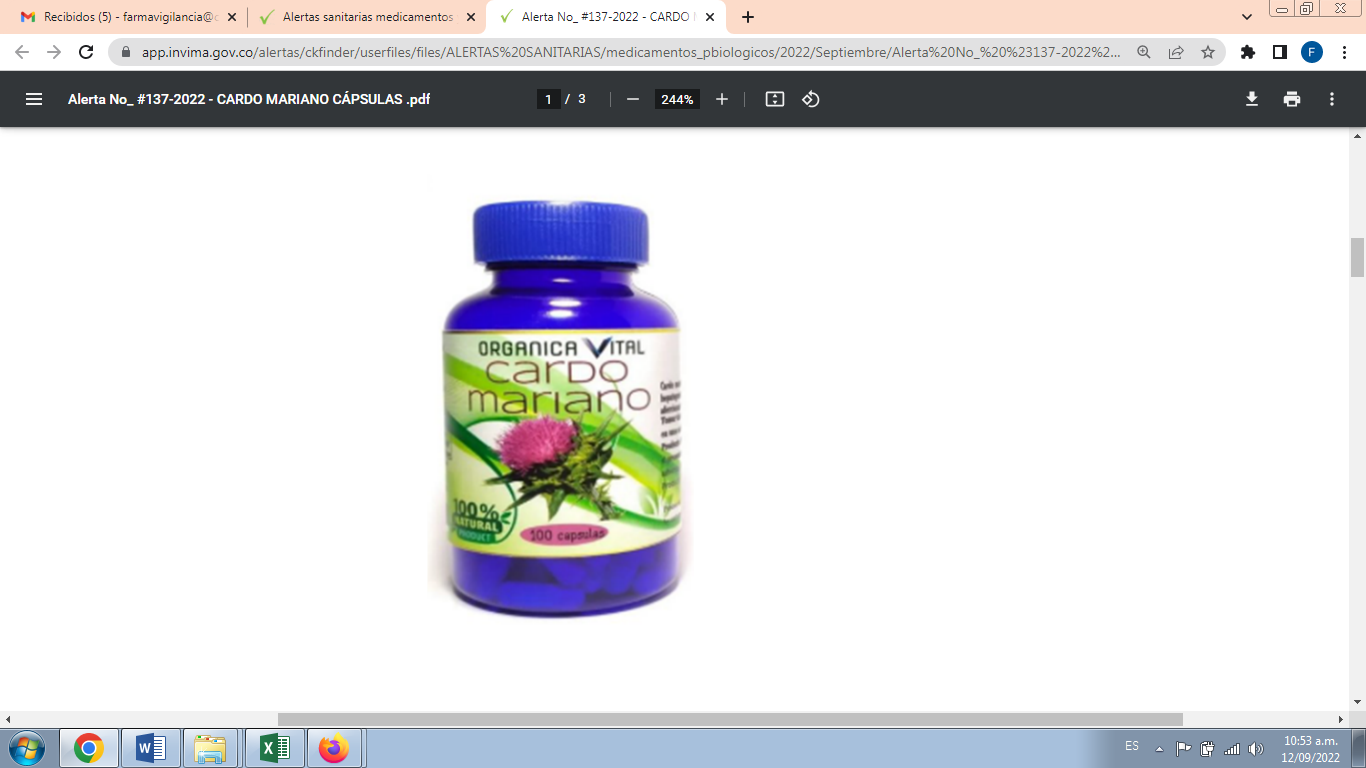 Recibidos (5) - farmavigilancia@
Alertas sanitarias medicamentos
Alerta No_ #137-2022 - CARDO
app.invima.gov.co/alertas/ckfinder/userfiles/files/ALERTAS%20SANITARIAS/medicamentos_pbiologicos/2022/Septiembre/Alerta%20No_%20%23137-2022%2...
F
Alerta No_ #137-2022 - CARDO MARIANO CÁPSULAS .pdf
1 / 3
244%
ORGANICA VITAL
cardo
mariano
100%
NATURAL
PRODUCT
100 capsulas
ES
10:53 a.m.
12/09/2022